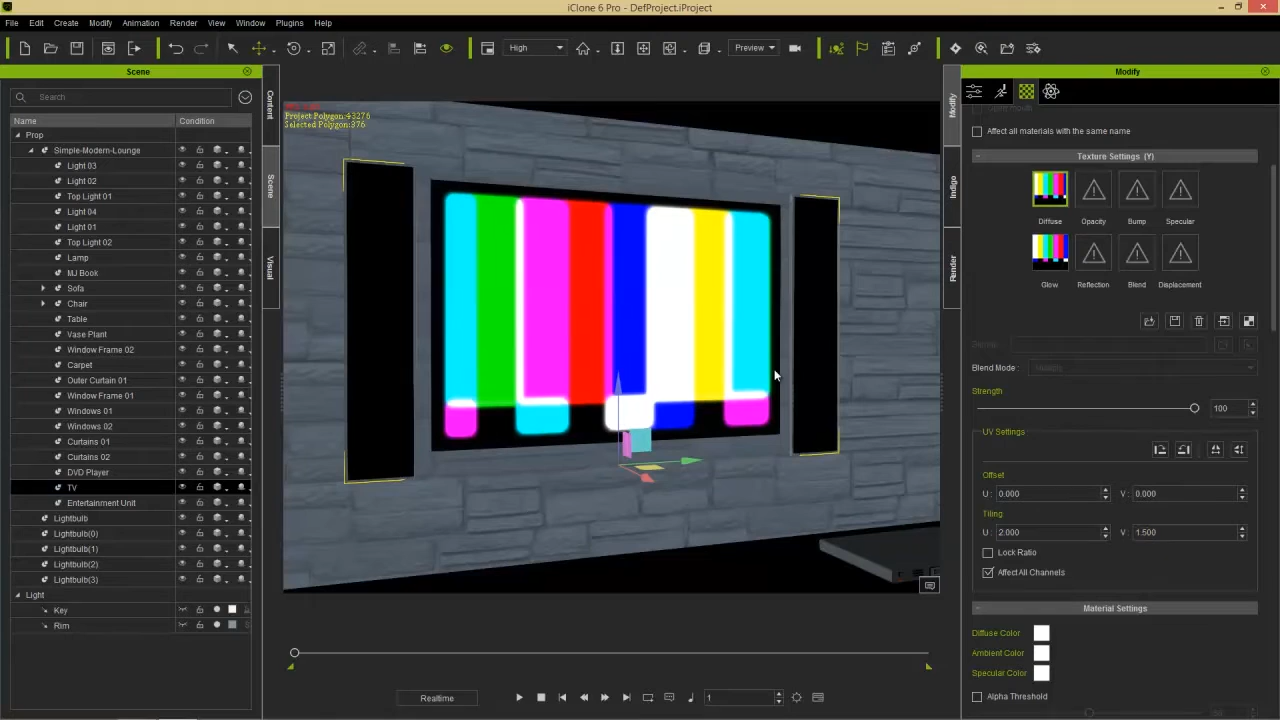 iClone 6 Pro - DefProject.iProject
File Edit Create Modify Animation Render View Window Plugins Help
High Preview
Scene
Search
Name Condition
Prop
Simple-Modern-Lounge
Light 03
Light 02
Top Light 01
Light 04
Light 01
Top Light 02
Lamp
MJ Book
Sofa
Chair
Table
Vase Plant
Window Frame 02
Carpet
Outer Curtain 01
Window Frame 01
Windows 01
Windows 02
Curtains 01
Curtains 02
DVD Player
TV
Entertainment Unit
Lightbulb
Lightbulb(0)
Lightbulb(1)
Lightbulb(2)
Lightbulb(3)
Light
Key
Rim
Content
Scene
Visual
Project Polygon:43276
Selected Polygon:376
Realtime
1
Modify
Indigo
Render
Modify
Affect all materials with the same name
Texture Settings (Y)
Diffuse Opacity Bump Specular
Glow Reflection Blend Displacement
Blend Mode:
Strength
100
UV Settings
Offset
U : 0.000 V : 0.000
Tiling
U : 2.000 V : 1.500
Lock Ratio
Affect All Channels
Material Settings
Diffuse Color
Ambient Color
Specular Color
Alpha Threshold